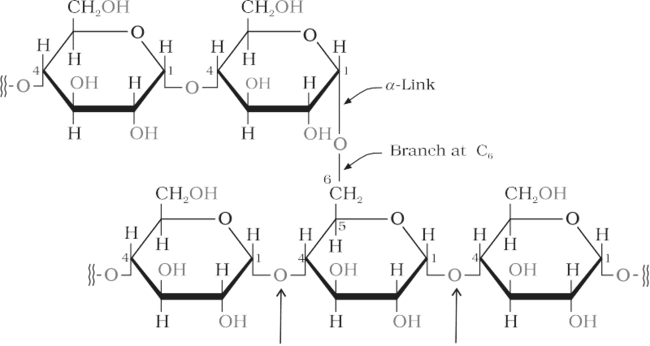 CH₂OH CH₂OH
H O H H O H
H H
4 1 4 1
O OH H O OH H α-Link
H OH H OH
O
Branch at C₆
6
CH₂OH CH₂ CH₂OH
H O H H 5 O H H O H
H H H
4 1 4 1 4 1
O OH H O OH H O OH H O
H OH H OH H OH